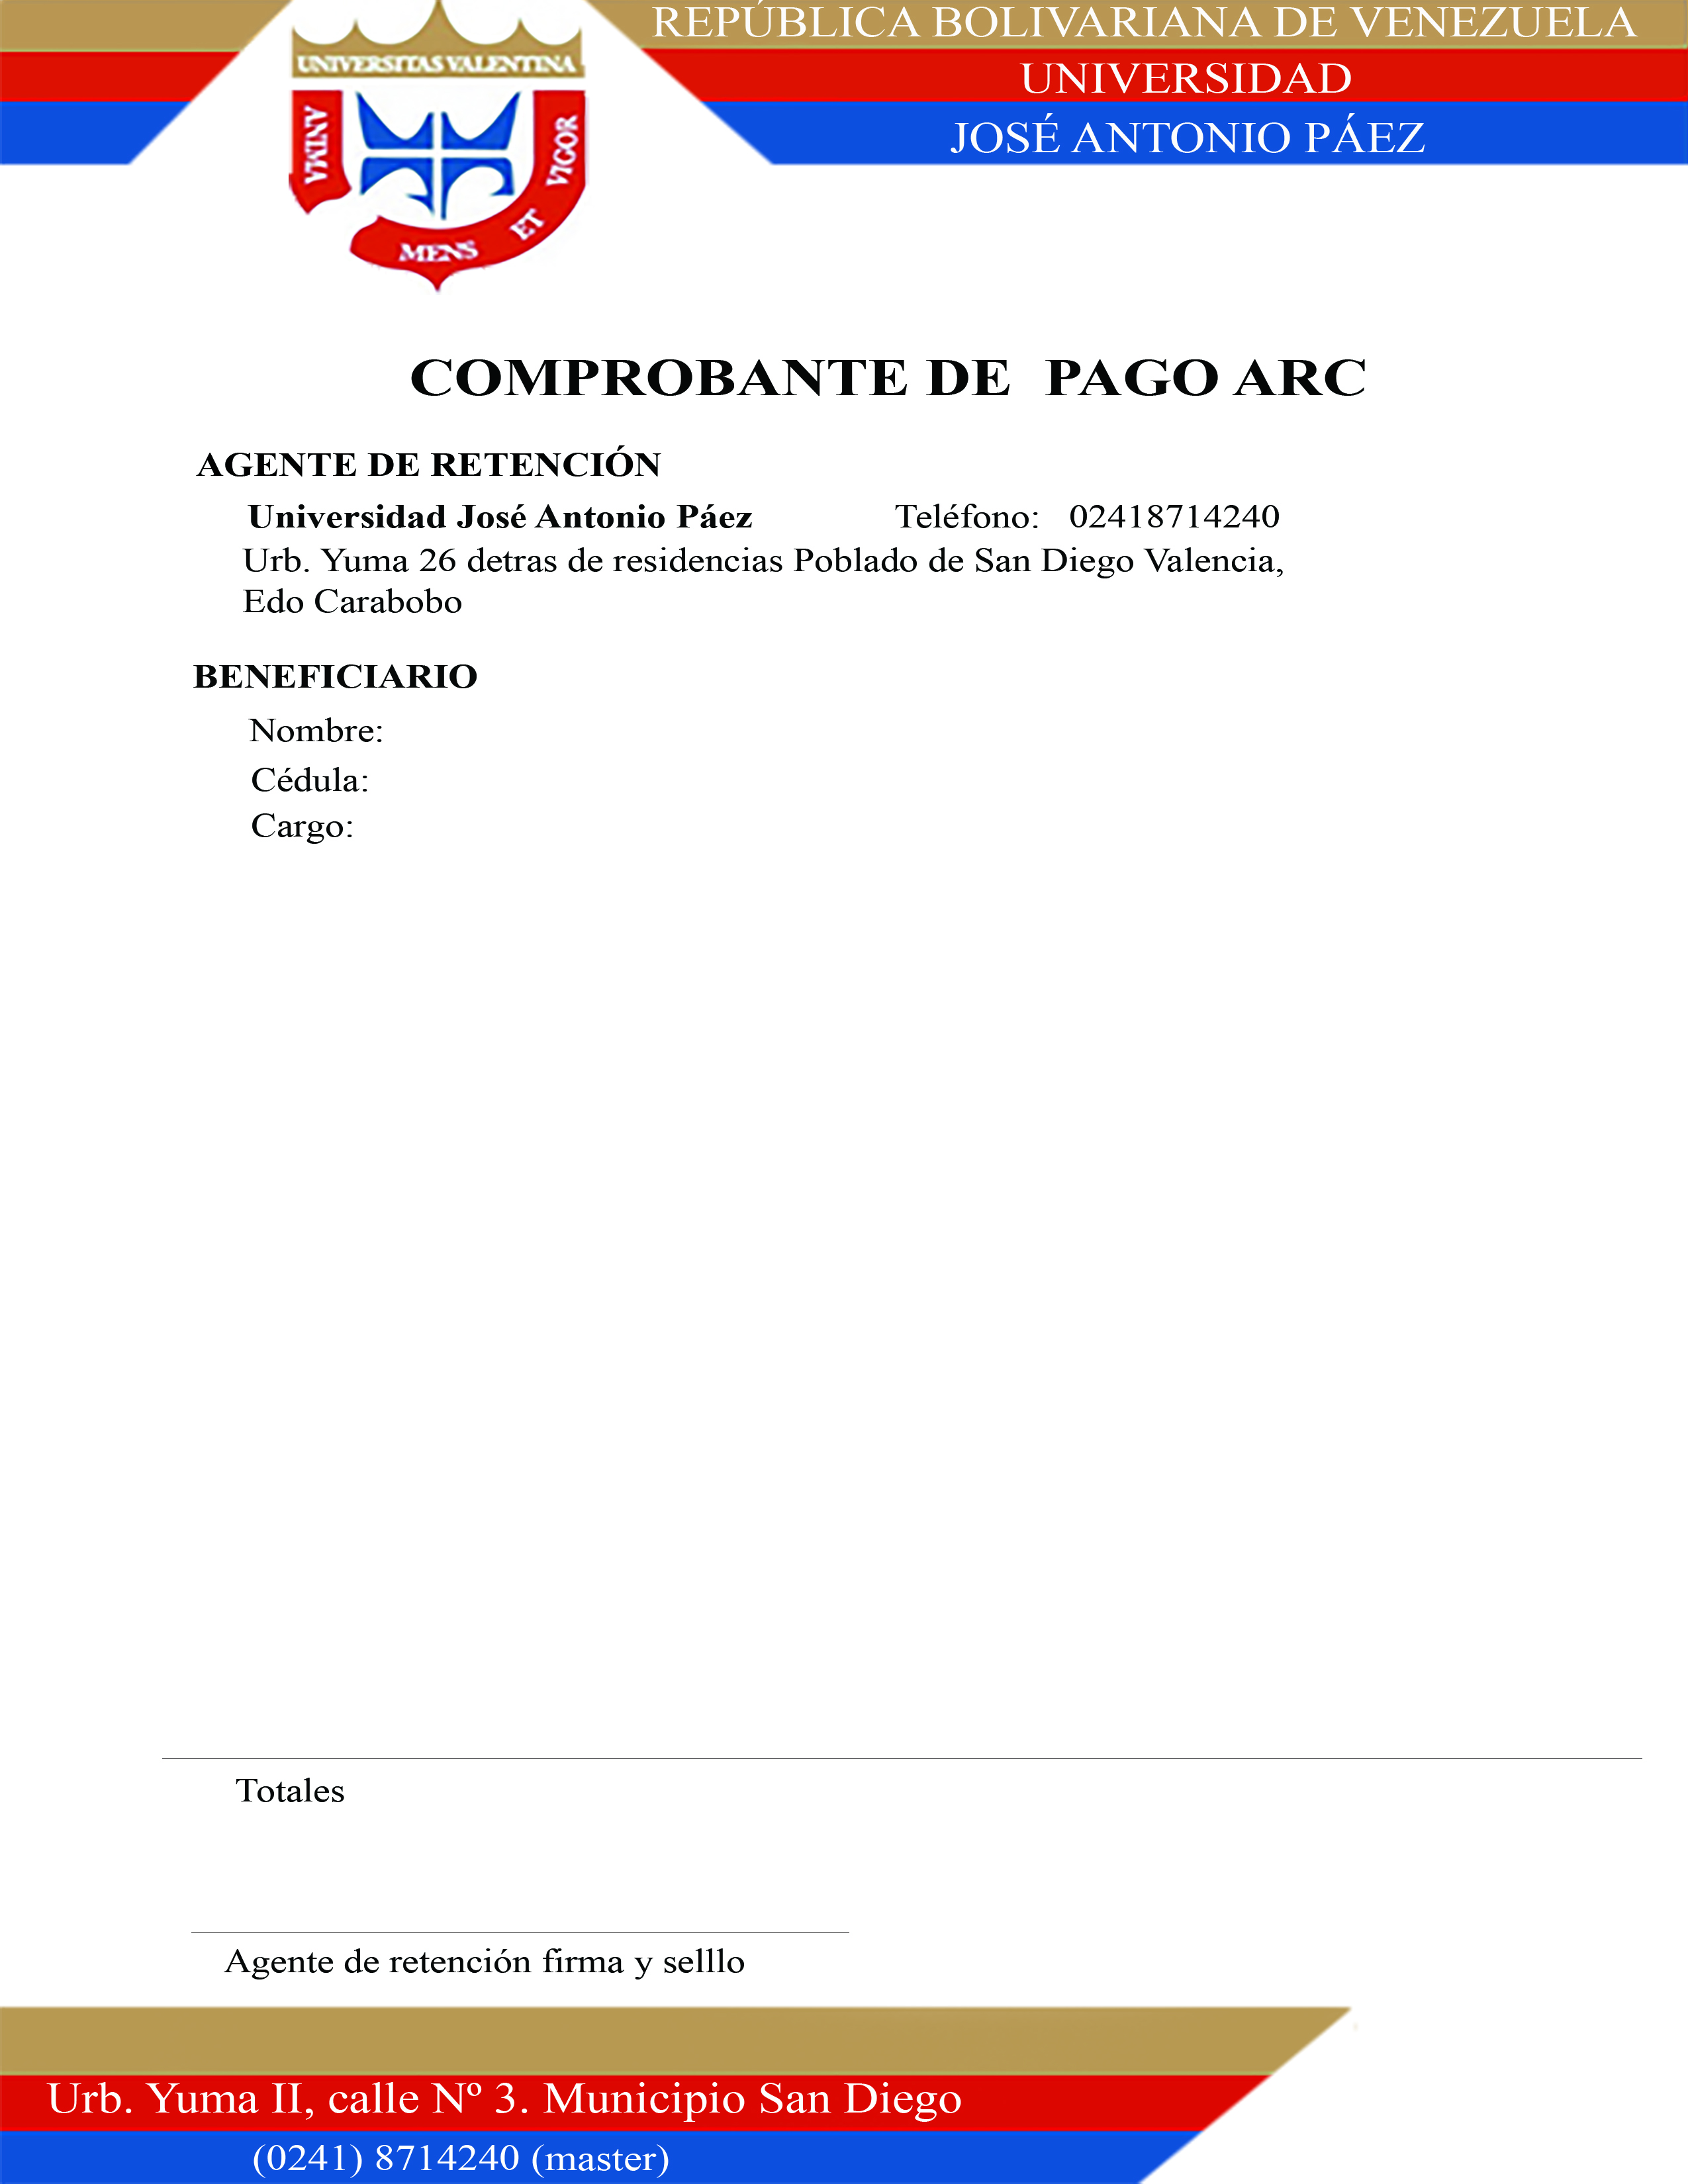 REPÚBLICA BOLIVARIANA DE VENEZUELA
UNIVERSIDAD
JOSÉ ANTONIO PÁEZ
UNIVERSITAS VALENTINA
ANIMA
MENS
ET
VIGOR
COMPROBANTE DE PAGO ARC
AGENTE DE RETENCIÓN
Universidad José Antonio Páez Teléfono: 02418714240
Urb. Yuma 26 detras de residencias Poblado de San Diego Valencia,
Edo Carabobo
BENEFICIARIO
Nombre:
Cédula:
Cargo:
Totales
Agente de retención firma y selllo
Urb. Yuma II, calle Nº 3. Municipio San Diego
(0241) 8714240 (master)